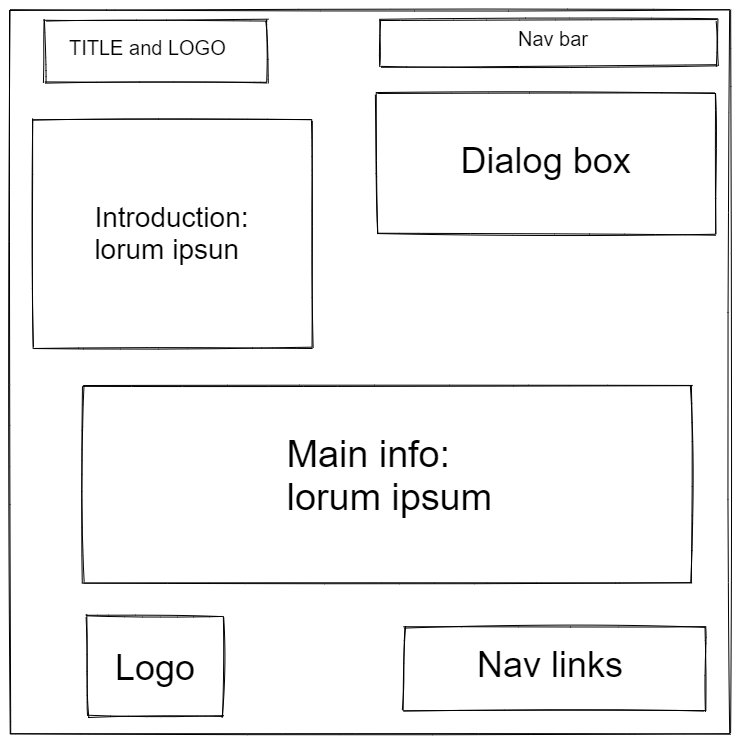 TITLE and LOGO
Nav bar
Dialog box
Introduction:
lorum ipsun
Main info:
lorum ipsum
Logo
Nav links